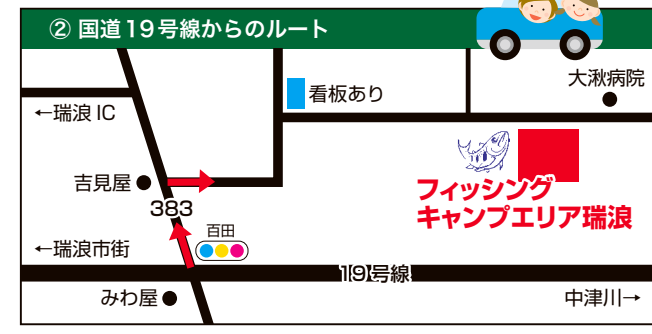 ② 国道19号線からのルート
大湫病院
看板あり
←瑞浪 IC
吉見屋
フィッシング
キャンプエリア瑞浪
383
百田
←瑞浪市街
19号線
みわ屋
中津川→